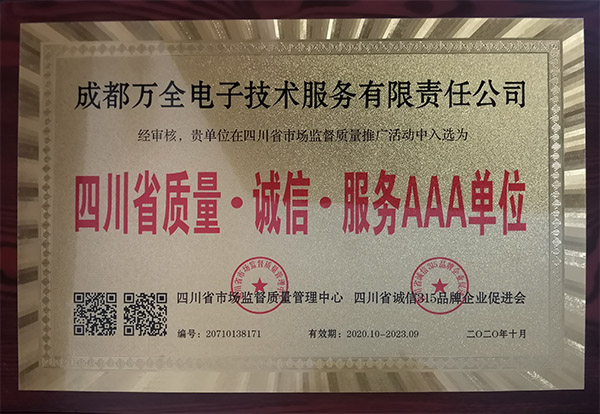 成都万全电子技术服务有限责任公司
经审核，贵单位在四川省市场监督质量推广活动中入选为
四川省质量·诚信·服务AAA单位
四川省市场监督质量管理中心 四川省诚信315品牌企业促进会
编号：20710138171 有效期：2020.10-2023.09 二〇二〇年十月